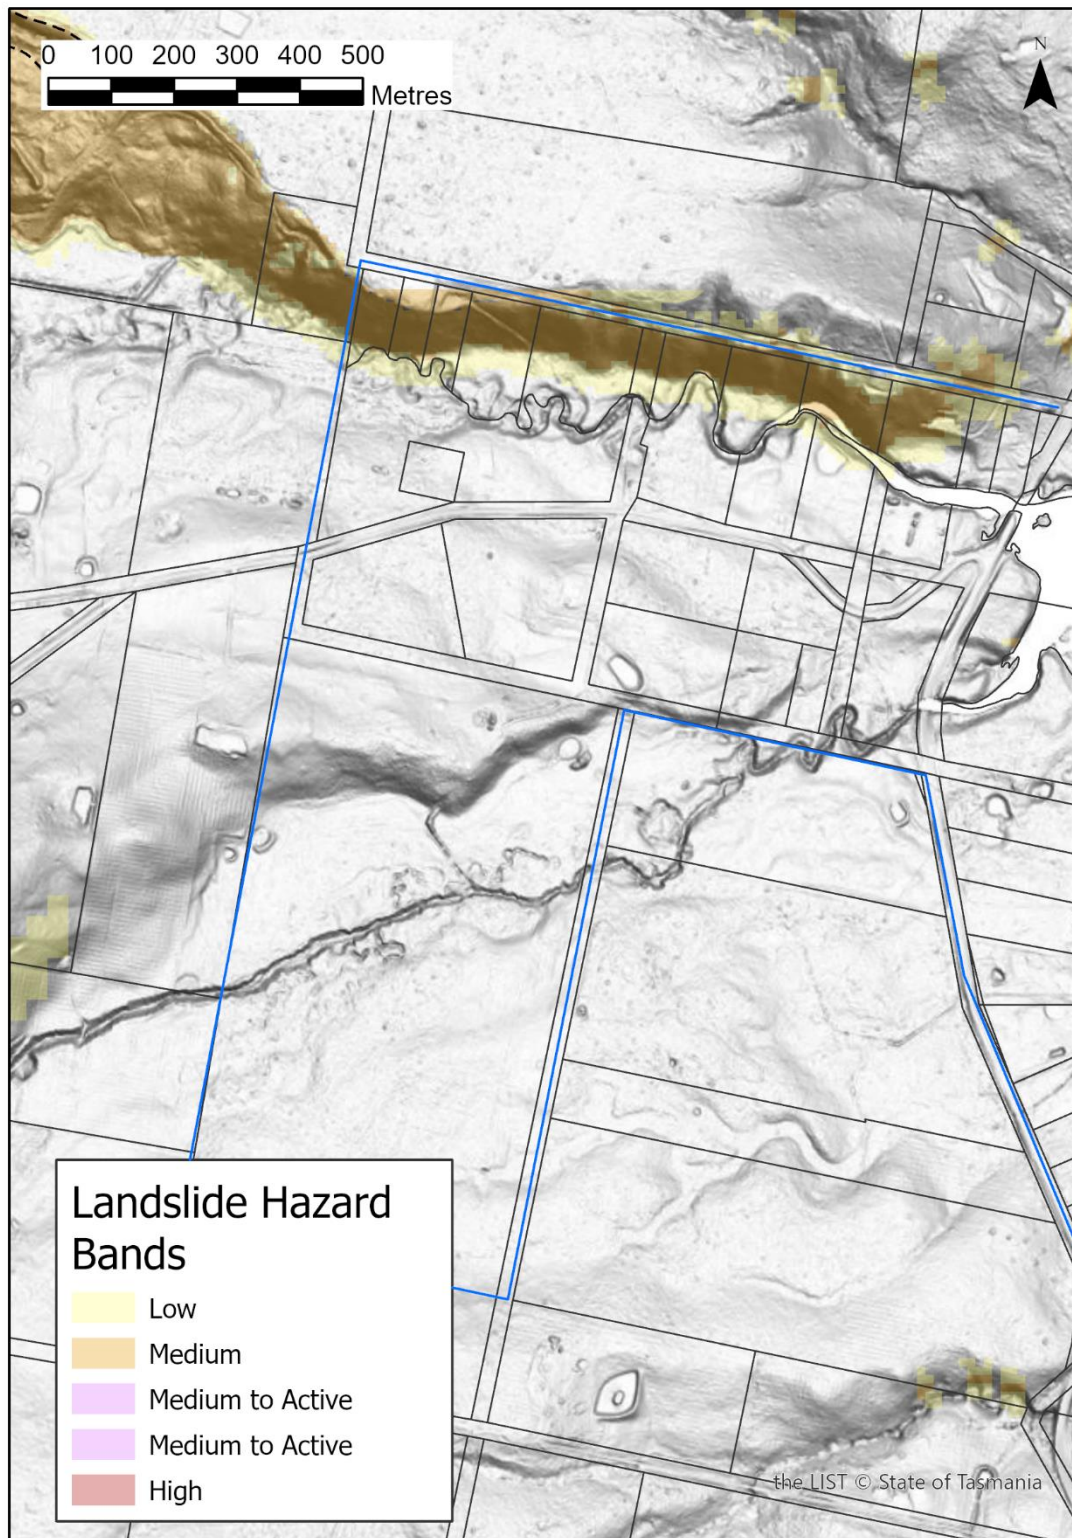 0 100 200 300 400 500
Metres
N
Landslide Hazard
Bands
Low
Medium
Medium to Active
Medium to Active
High
the LIST © State of Tasmania